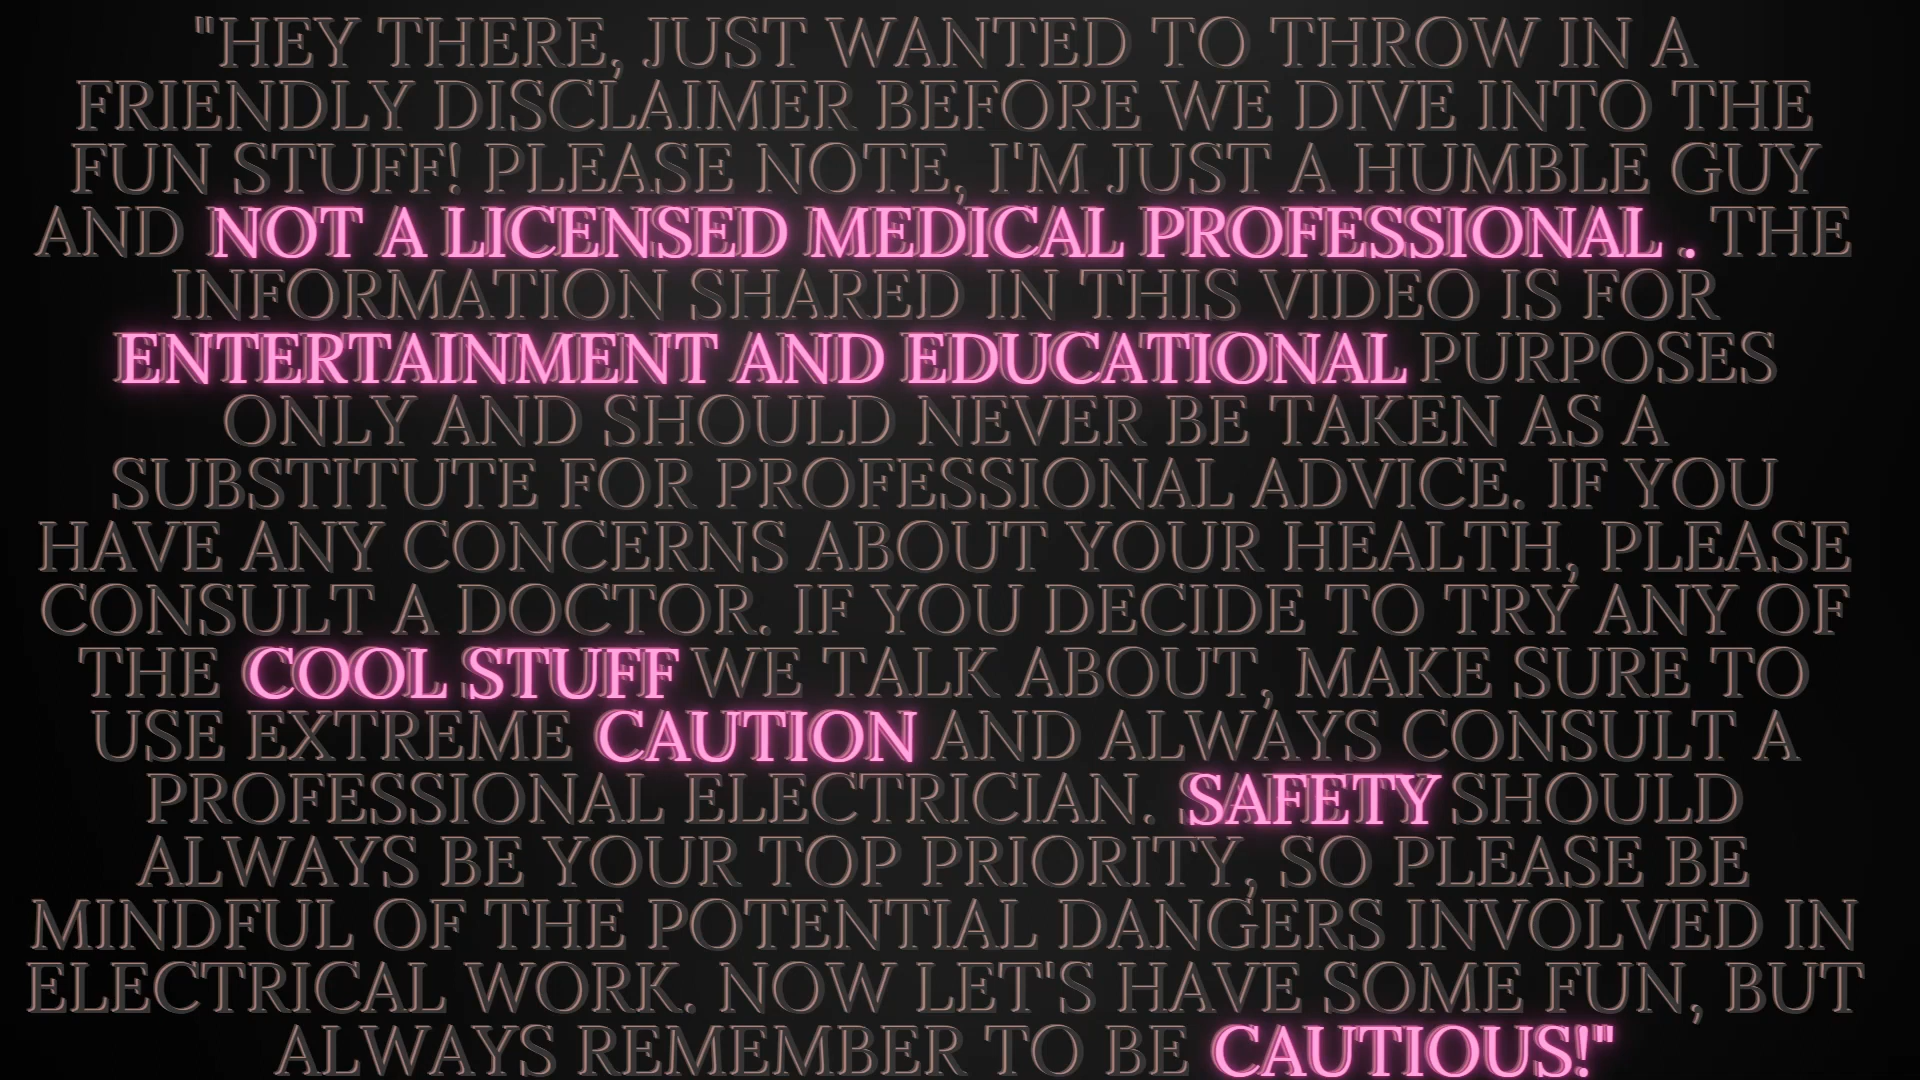 "HEY THERE, JUST WANTED TO THROW IN A
FRIENDLY DISCLAIMER BEFORE WE DIVE INTO THE
FUN STUFF! PLEASE NOTE, I'M JUST A HUMBLE GUY
AND NOT A LICENSED MEDICAL PROFESSIONAL . THE
INFORMATION SHARED IN THIS VIDEO IS FOR
ENTERTAINMENT AND EDUCATIONAL PURPOSES
ONLY AND SHOULD NEVER BE TAKEN AS A
SUBSTITUTE FOR PROFESSIONAL ADVICE. IF YOU
HAVE ANY CONCERNS ABOUT YOUR HEALTH, PLEASE
CONSULT A DOCTOR. IF YOU DECIDE TO TRY ANY OF
THE COOL STUFF WE TALK ABOUT, MAKE SURE TO
USE EXTREME CAUTION AND ALWAYS CONSULT A
PROFESSIONAL ELECTRICIAN. SAFETY SHOULD
ALWAYS BE YOUR TOP PRIORITY, SO PLEASE BE
MINDFUL OF THE POTENTIAL DANGERS INVOLVED IN
ELECTRICAL WORK. NOW LET'S HAVE SOME FUN, BUT
ALWAYS REMEMBER TO BE CAUTIOUS!"